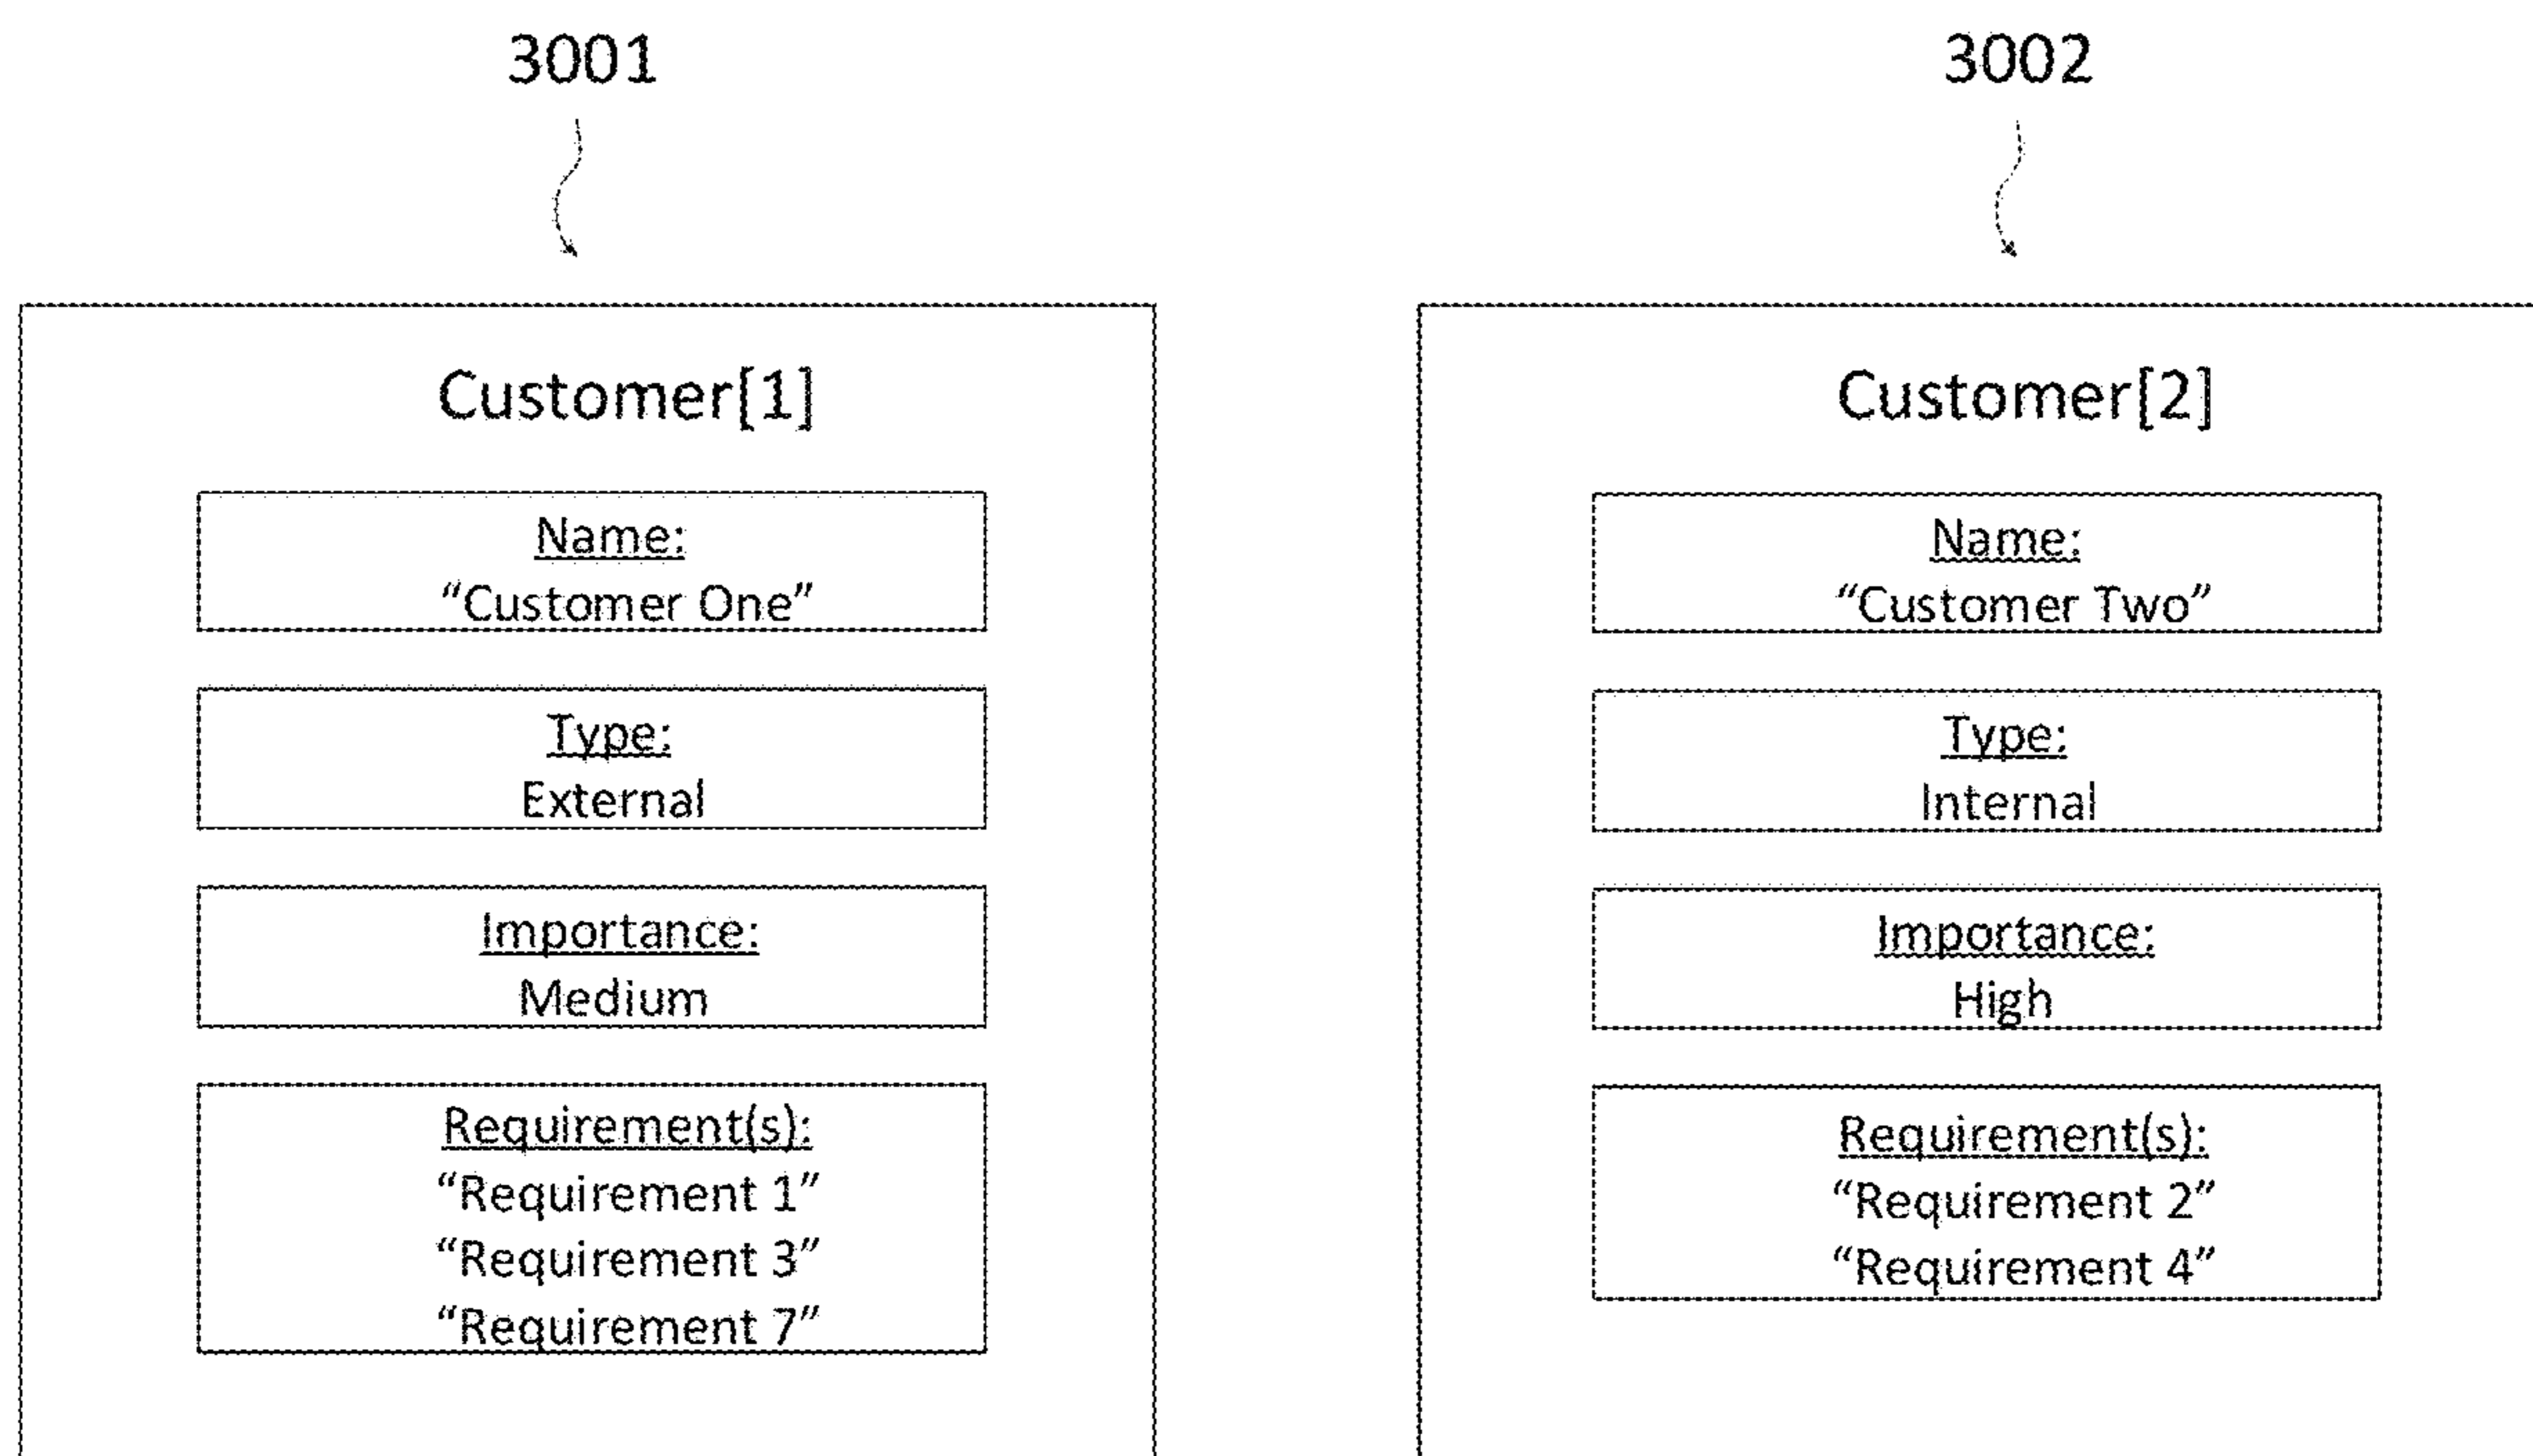 3001
3002
Customer[1]
Name:
“Customer One”
Type:
External
Importance:
Medium
Requirement(s):
“Requirement 1”
“Requirement 3”
“Requirement 7”
Customer[2]
Name:
“Customer Two”
Type:
Internal
Importance:
High
Requirement(s):
“Requirement 2”
“Requirement 4”